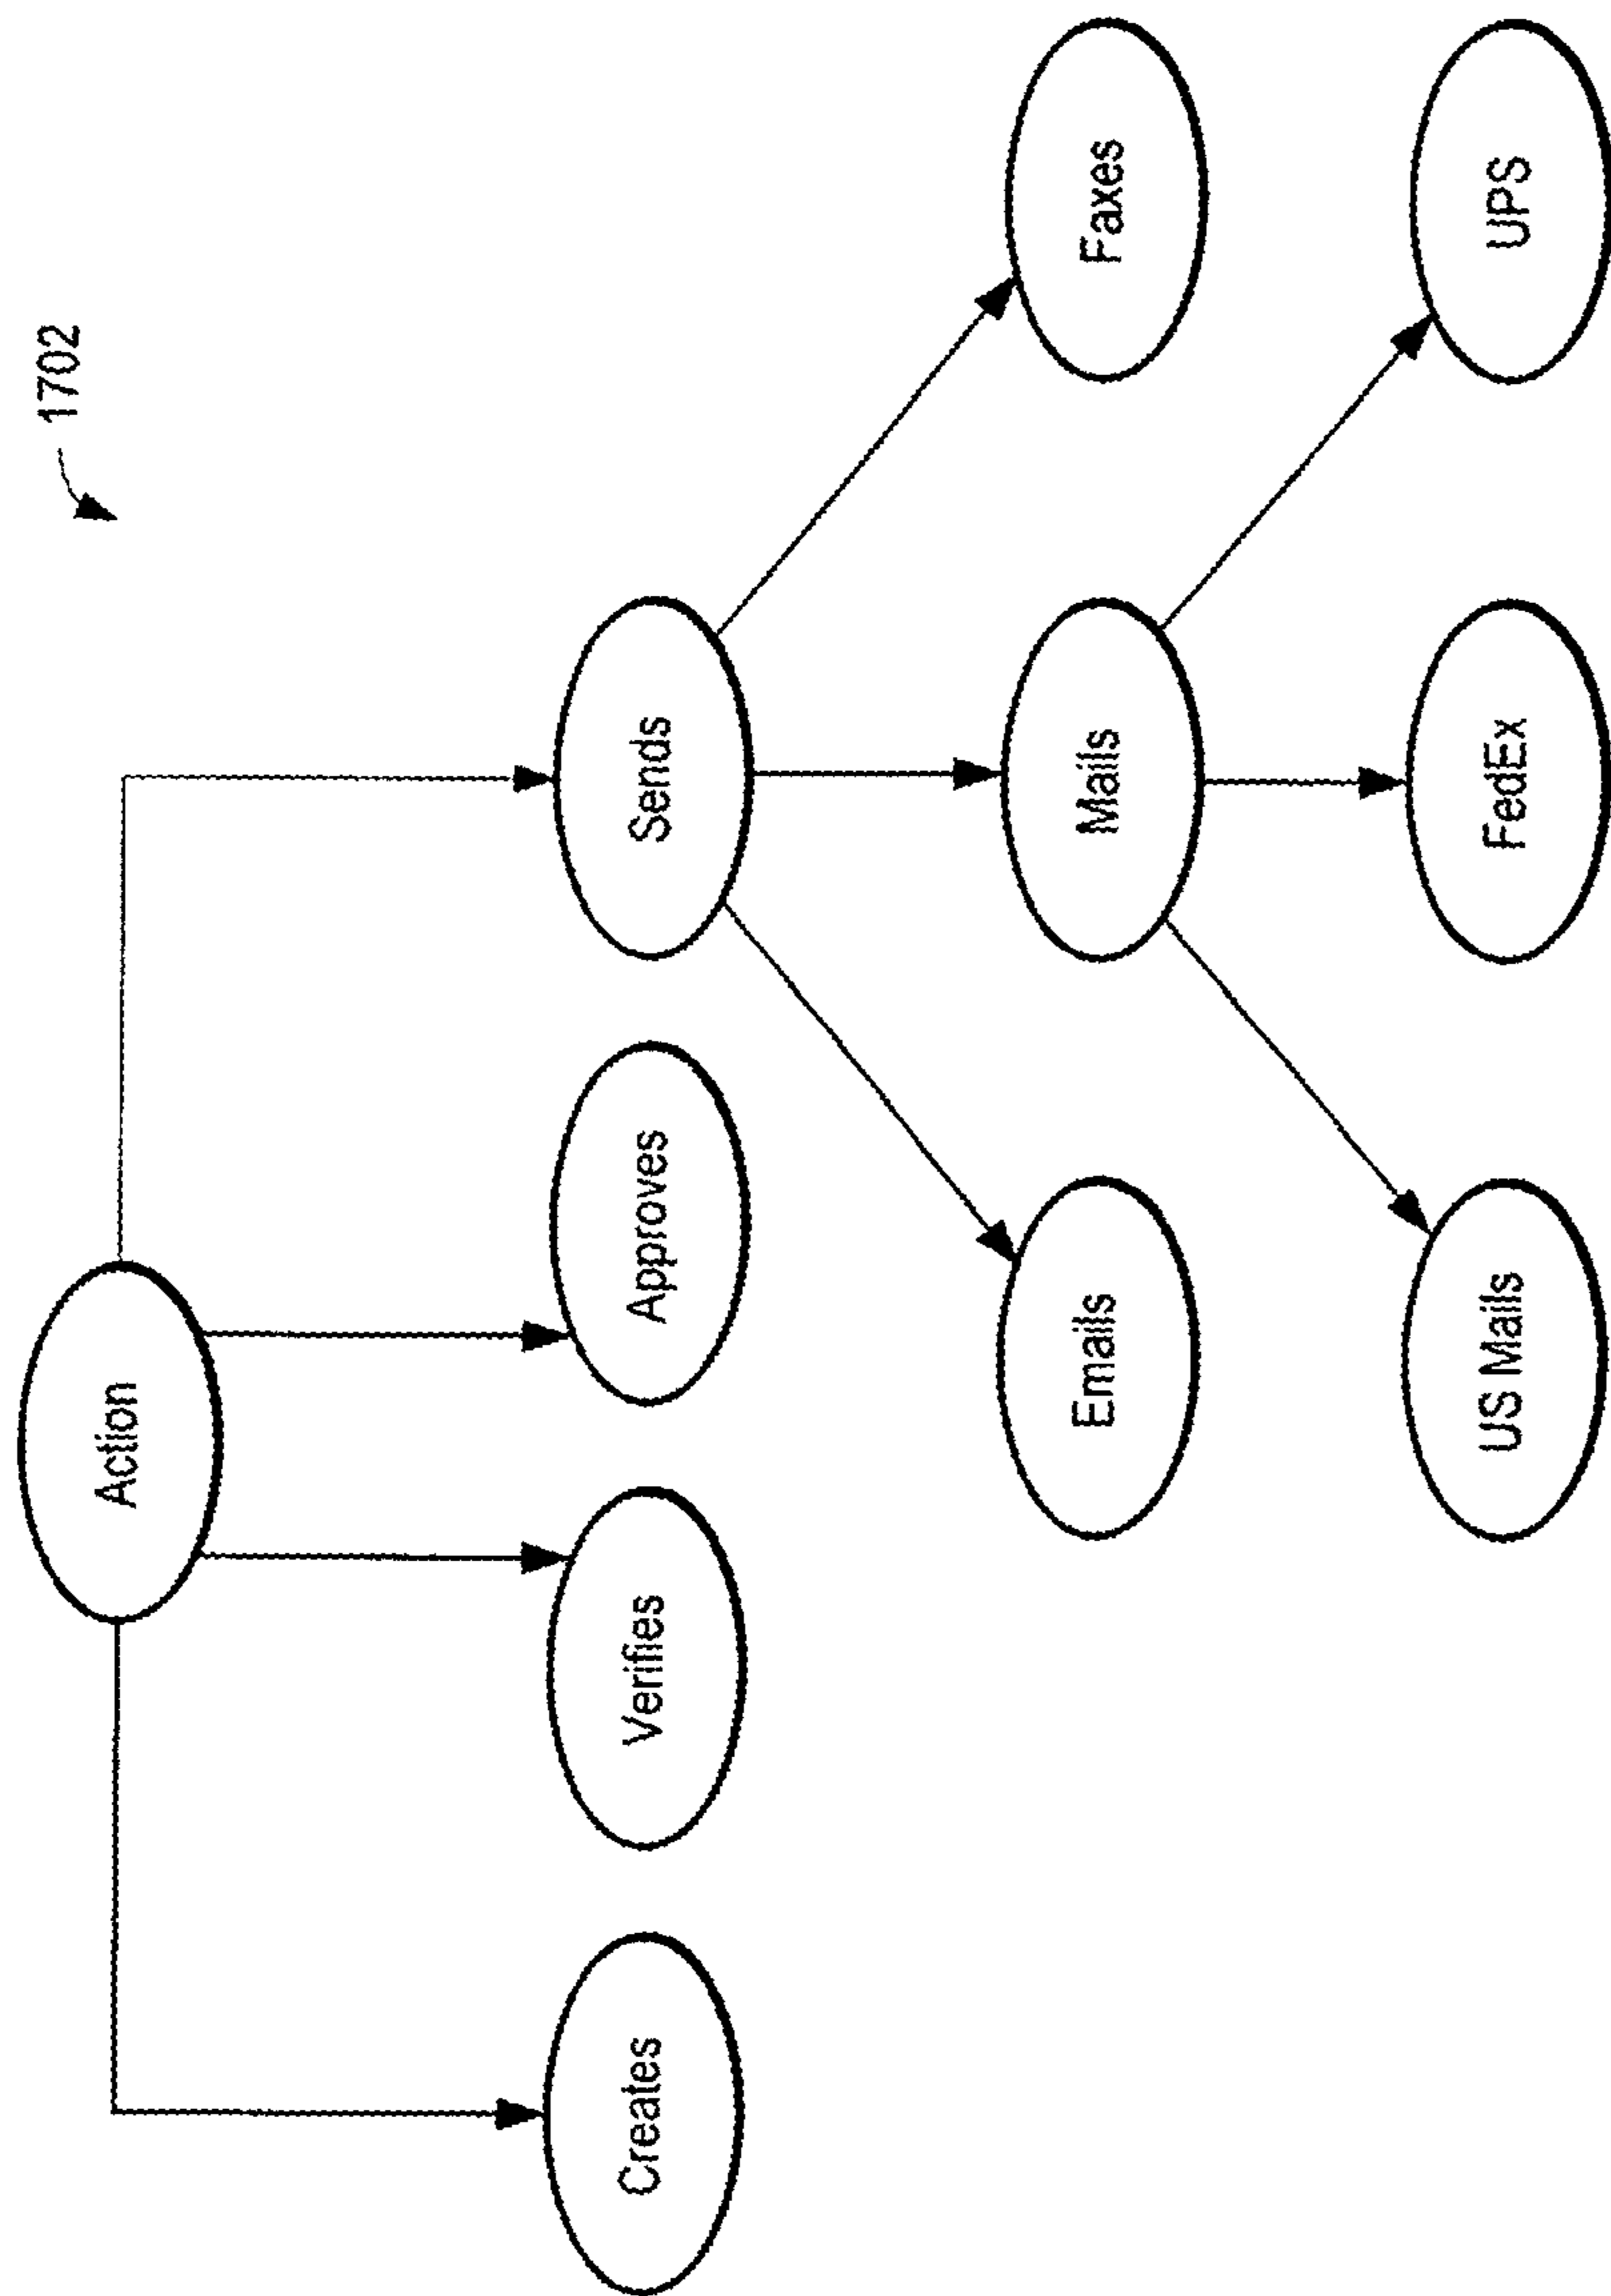 1702
Action
Creates
Verifies
Approves
Sends
Emails
Mails
Faxes
US Mails
FedEx
UPS